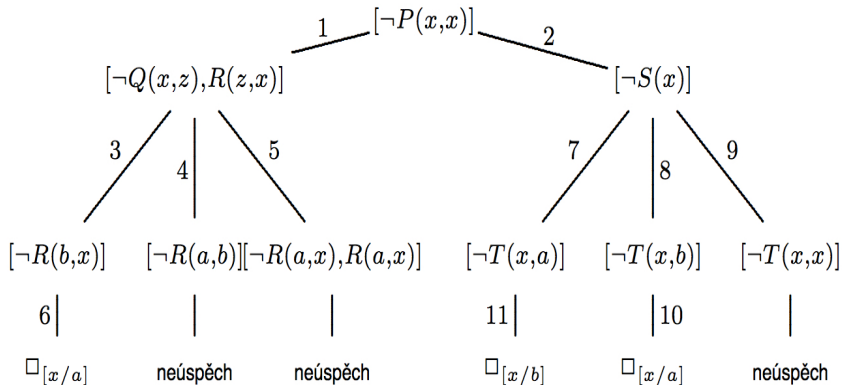 [¬P(x,x)]
1 2
[¬Q(x,z),R(z,x)] [¬S(x)]
3 4 5 7 8 9
[¬R(b,x)] [¬R(a,b)][¬R(a,x),R(a,x)] [¬T(x,a)] [¬T(x,b)] [¬T(x,x)]
6 11 10
□[x/a] neúspěch neúspěch □[x/b] □[x/a] neúspěch